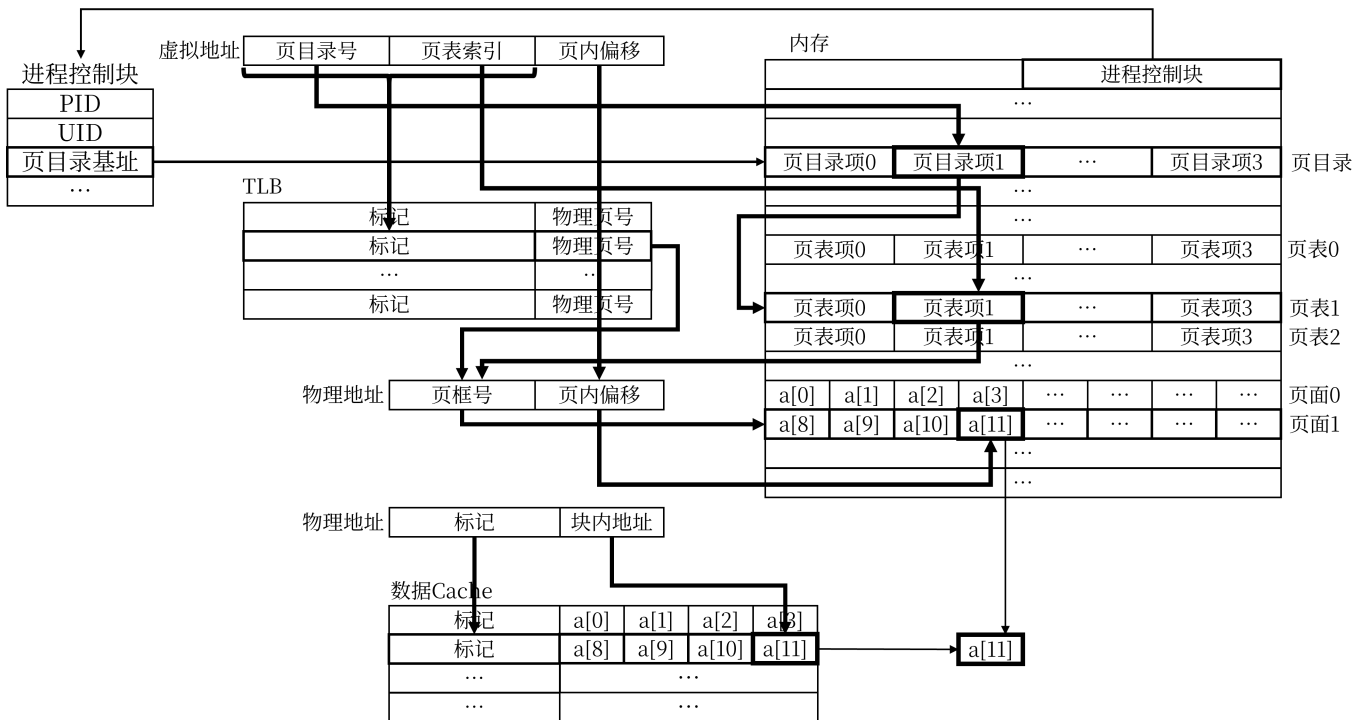 虚拟地址 页目录号 页表索引 页内偏移
进程控制块
PID
UID
页目录基址
…
内存
进程控制块
…
页目录项0 页目录项1 … 页目录项3 页目录
…
…
页表项0 页表项1 … 页表项3 页表0
…
页表项0 页表项1 … 页表项3 页表1
页表项0 页表项1 … 页表项3 页表2
…
a[0] a[1] a[2] a[3] … … … … 页面0
a[8] a[9] a[10] a[11] … … … … 页面1
…
…
TLB
标记 物理页号
标记 物理页号
… …
标记 物理页号
物理地址 页框号 页内偏移
物理地址 标记 块内地址
数据Cache
标记 a[0] a[1] a[2] a[3]
标记 a[8] a[9] a[10] a[11]
… …
… …
a[11]